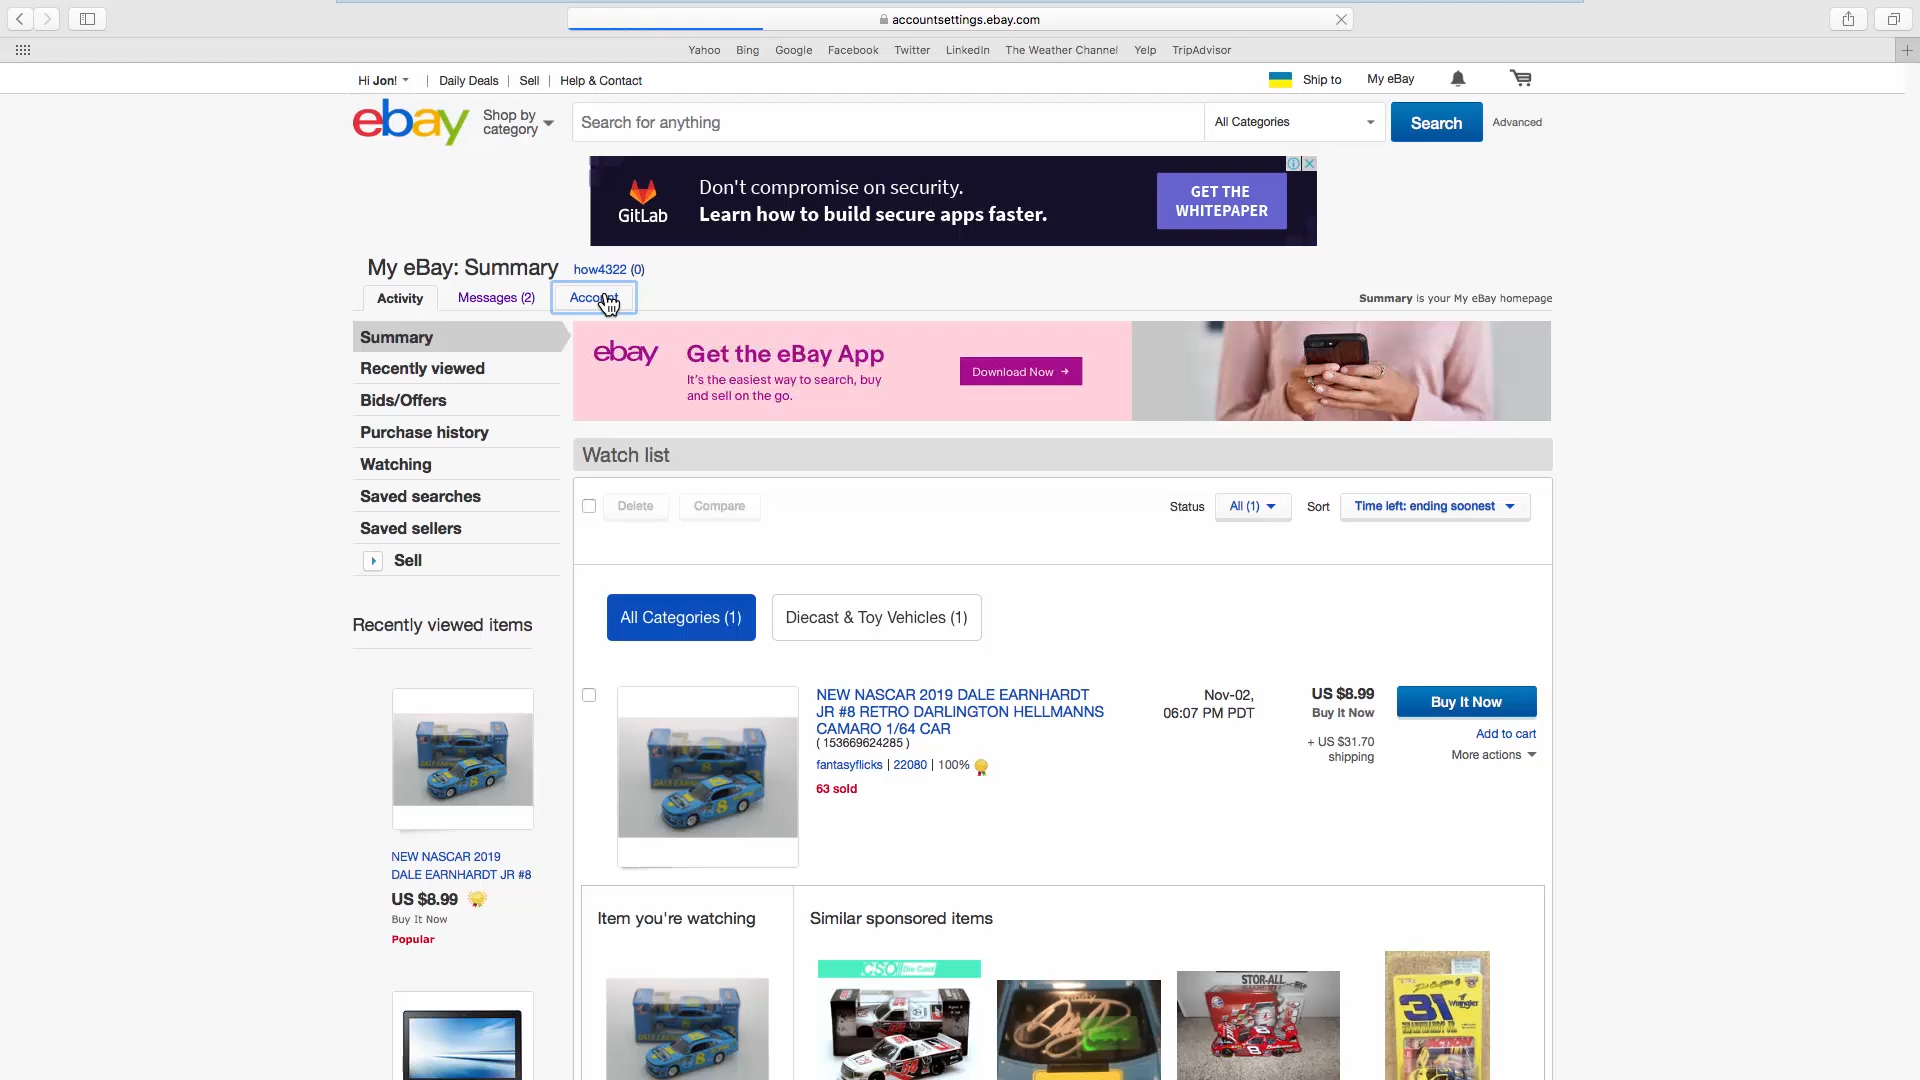 accountsettings.ebay.com
Yahoo Bing Google Facebook Twitter LinkedIn The Weather Channel Yelp TripAdvisor
Hi Jon! | Daily Deals | Sell | Help & Contact
Ship to My eBay
ebay
Shop by
category
Search for anything
All Categories
Search
Advanced
GitLab
Don't compromise on security.
Learn how to build secure apps faster.
GET THE
WHITEPAPER
My eBay: Summary how4322 (0)
Activity Messages (2) Account
Summary is your My eBay homepage
Summary
Recently viewed
Bids/Offers
Purchase history
Watching
Saved searches
Saved sellers
Sell
Recently viewed items
NEW NASCAR 2019
DALE EARNHARDT JR #8
US $8.99
Buy It Now
Popular
ebay
Get the eBay App
It's the easiest way to search, buy
and sell on the go.
Download Now →
Watch list
Delete Compare
Status All (1) Sort Time left: ending soonest
All Categories (1) Diecast & Toy Vehicles (1)
NEW NASCAR 2019 DALE EARNHARDT
JR #8 RETRO DARLINGTON HELLMANNS
CAMARO 1/64 CAR
( 153669624285 )
fantasyflicks | 22080 | 100%
63 sold
Nov-02,
06:07 PM PDT
US $8.99
Buy It Now
+ US $31.70
shipping
Buy It Now
Add to cart
More actions
Item you're watching
Similar sponsored items
CSO Die Cast
STOR-ALL
31
Wrangler
8